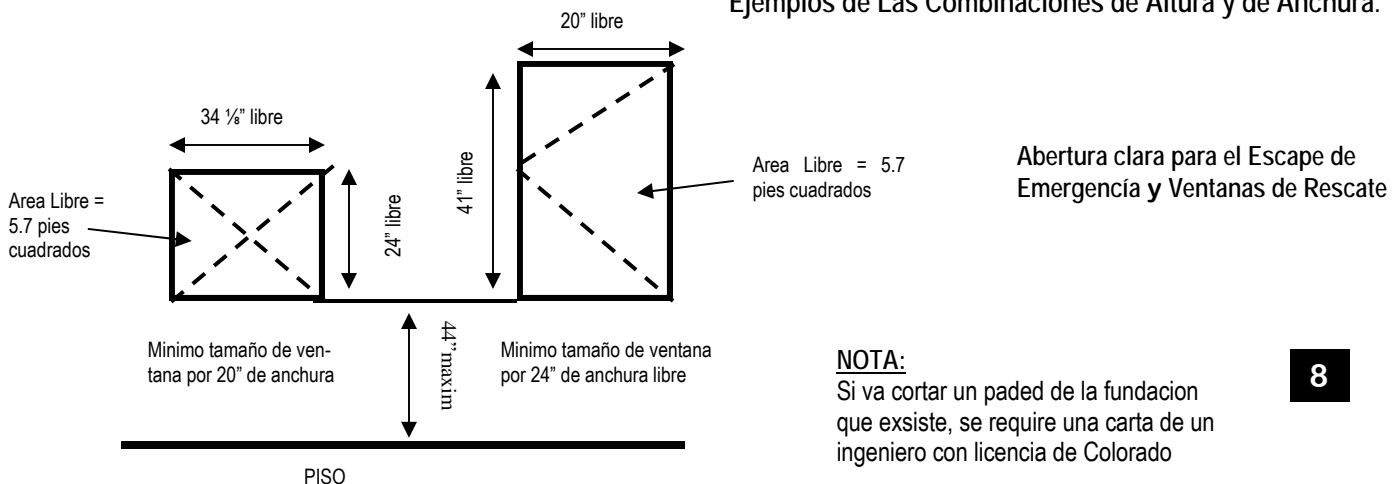 Ejemplos de Las Combinaciones de Altura y de Anchura.
20” libre
34 ⅛” libre
41” libre
24” libre
Area Libre =
5.7 pies
cuadrados
Area Libre = 5.7
pies cuadrados
Abertura clara para el Escape de
Emergencía y Ventanas de Rescate
44”maxim
Minimo tamaño de ven-
tana por 20” de anchura
Minimo tamaño de ventana
por 24” de anchura libre
NOTA:
Si va cortar un paded de la fundacion
que exsiste, se require una carta de un
ingeniero con licencia de Colorado
8
PISO